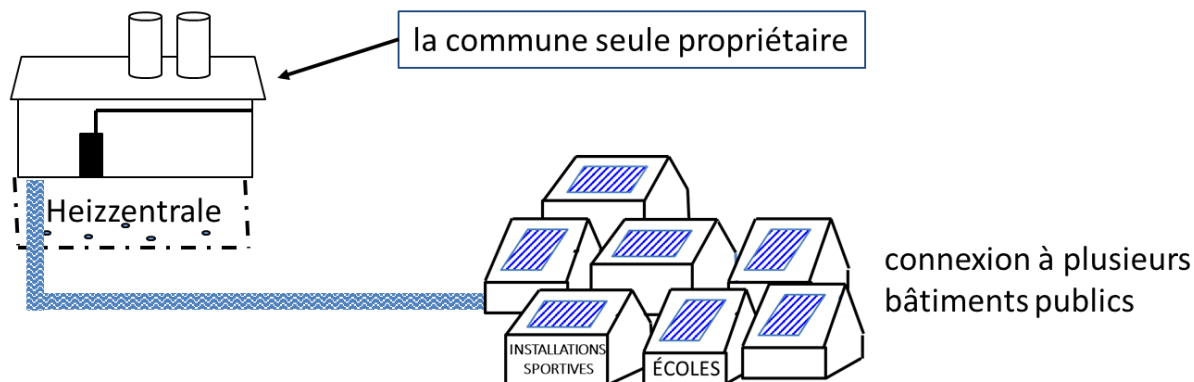 la commune seule propriétaire
Heizzentrale
connexion à plusieurs
bâtiments publics
INSTALLATIONS
SPORTIVES
ÉCOLES